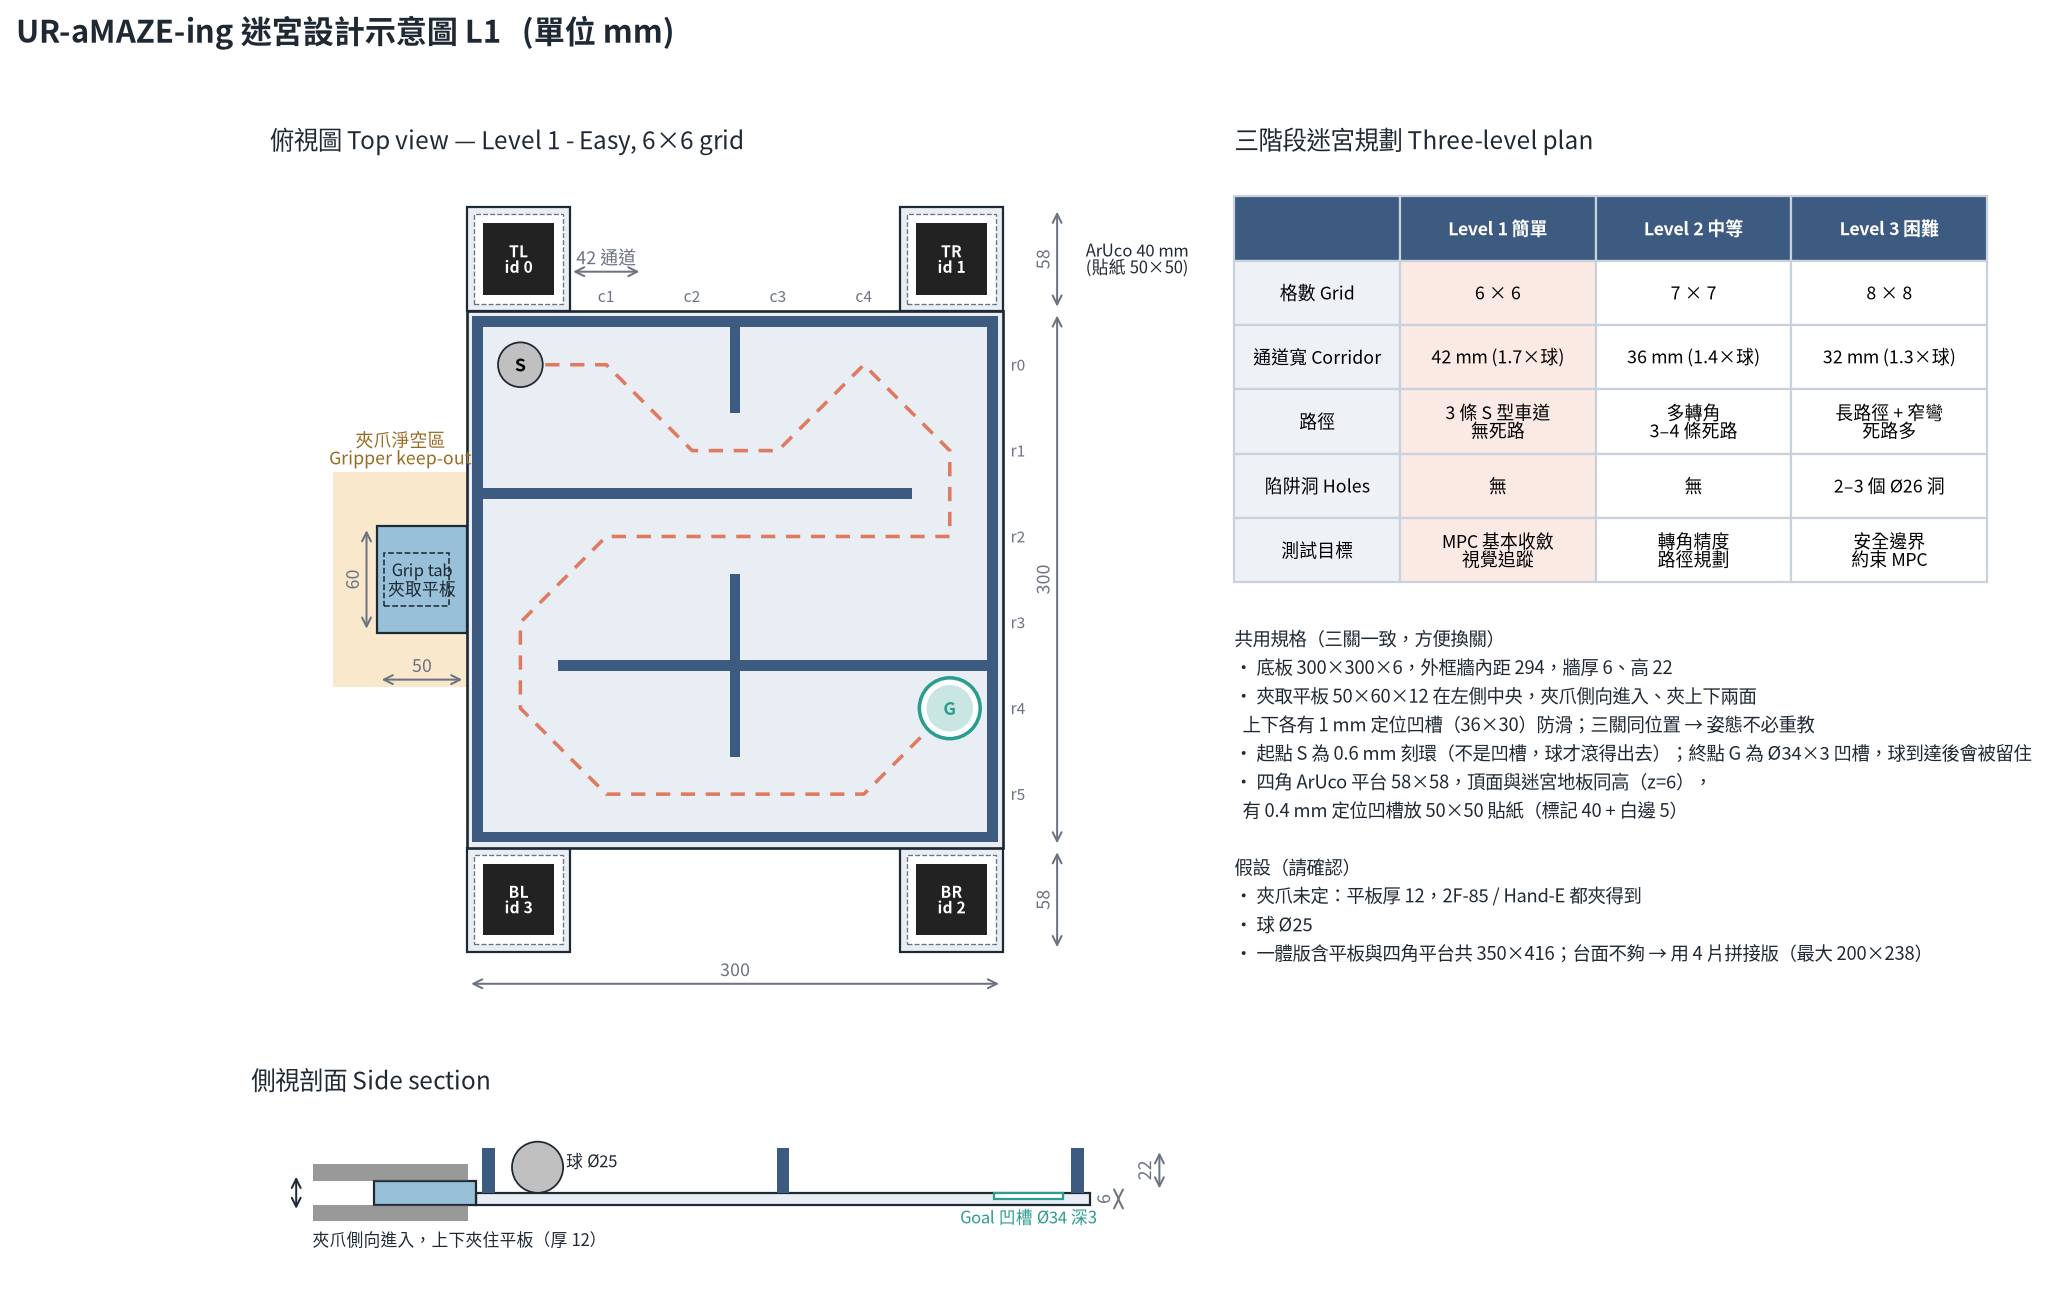 UR-aMAZE-ing 迷宮設計示意圖 L1 (單位 mm)
俯視圖 Top view — Level 1 - Easy, 6×6 grid
TL
id 0
42 通道
c1
c2
c3
c4
TR
id 1
58
ArUco 40 mm
(貼紙 50×50)
S
r0
r1
r2
r3
r4
r5
夾爪淨空區
Gripper keep-out
60
Grip tab
夾取平板
50
300
G
BL
id 3
BR
id 2
58
300
三階段迷宮規劃 Three-level plan
Level 1 簡單
Level 2 中等
Level 3 困難
格數 Grid
6 × 6
7 × 7
8 × 8
通道寬 Corridor
42 mm (1.7×球)
36 mm (1.4×球)
32 mm (1.3×球)
路徑
3 條 S 型車道
無死路
多轉角
3–4 條死路
長路徑 + 窄彎
死路多
陷阱洞 Holes
無
無
2–3 個 Ø26 洞
測試目標
MPC 基本收斂
視覺追蹤
轉角精度
路徑規劃
安全邊界
約束 MPC
共用規格（三關一致，方便換關）
• 底板 300×300×6，外框牆內距 294，牆厚 6、高 22
• 夾取平板 50×60×12 在左側中央，夾爪側向進入、夾上下兩面
上下各有 1 mm 定位凹槽（36×30）防滑；三關同位置 → 姿態不必重教
• 起點 S 為 0.6 mm 刻環（不是凹槽，球才滾得出去）；終點 G 為 Ø34×3 凹槽，球到達後會被留住
• 四角 ArUco 平台 58×58，頂面與迷宮地板同高（z=6），
有 0.4 mm 定位凹槽放 50×50 貼紙（標記 40 + 白邊 5）
假設（請確認）
• 夾爪未定：平板厚 12，2F-85 / Hand-E 都夾得到
• 球 Ø25
• 一體版含平板與四角平台共 350×416；台面不夠 → 用 4 片拼接版（最大 200×238）
側視剖面 Side section
球 Ø25
22
6
Goal 凹槽 Ø34 深3
夾爪側向進入，上下夾住平板（厚 12）